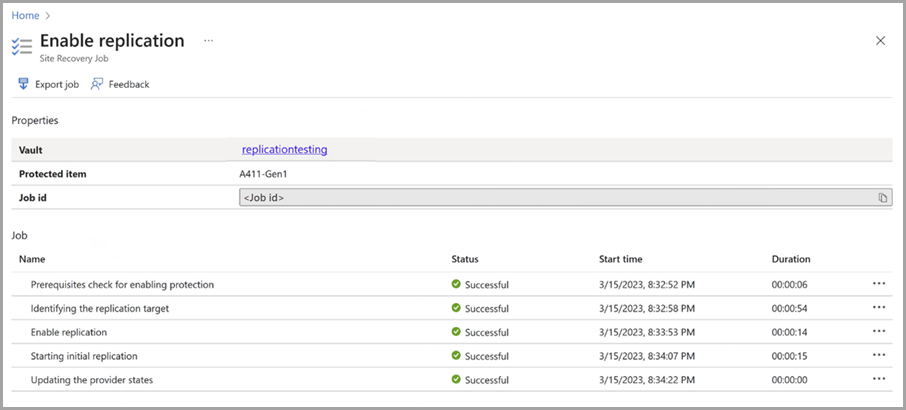 Home >
Enable replication ...
Site Recovery Job
Export job Feedback
Properties
Vault replicationtesting
Protected item A411-Gen1
Job id <Job id>
Job
Name Status Start time Duration
Prerequisites check for enabling protection Successful 3/15/2023, 8:32:52 PM 00:00:06 ...
Identifying the replication target Successful 3/15/2023, 8:32:58 PM 00:00:54 ...
Enable replication Successful 3/15/2023, 8:33:53 PM 00:00:14 ...
Starting initial replication Successful 3/15/2023, 8:34:07 PM 00:00:15 ...
Updating the provider states Successful 3/15/2023, 8:34:22 PM 00:00:00 ...